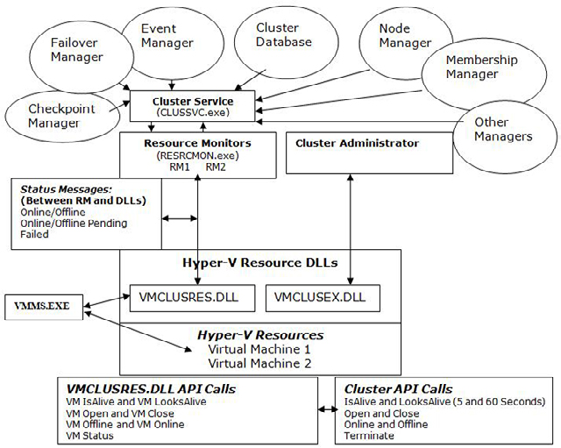 Failover
Manager
Event
Manager
Cluster
Database
Node
Manager
Membership
Manager
Checkpoint
Manager
Other
Managers
Cluster Service
(CLUSSVC.exe)
Resource Monitors
(RESRCMON.exe)
RM1 RM2
Cluster Administrator
Status Messages:
(Between RM and DLLs)
Online/Offline
Online/Offline Pending
Failed
Hyper-V Resource DLLs
VMCLUSRES.DLL
VMCLUSEX.DLL
VMMS.EXE
Hyper-V Resources
Virtual Machine 1
Virtual Machine 2
VMCLUSRES.DLL API Calls
VM IsAlive and VM LooksAlive
VM Open and VM Close
VM Offline and VM Online
VM Status
Cluster API Calls
IsAlive and LooksAlive (5 and 60 Seconds)
Open and Close
Online and Offline
Terminate